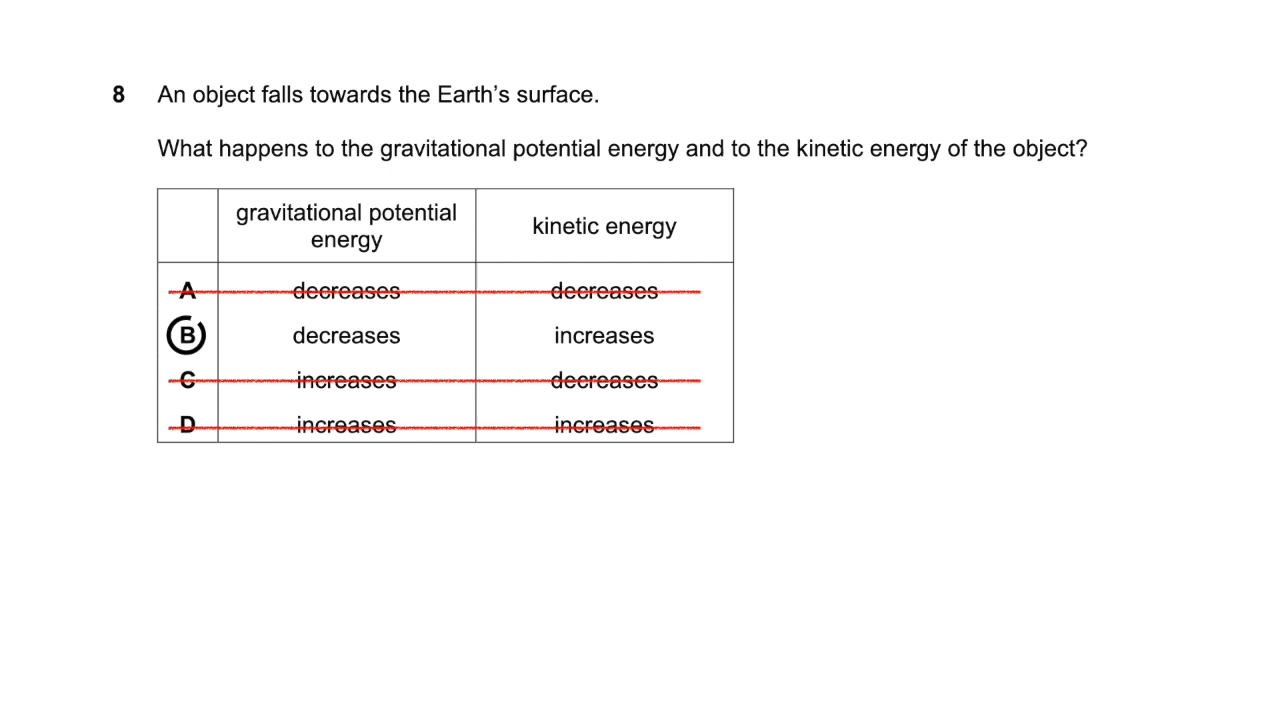 8 An object falls towards the Earth’s surface.
What happens to the gravitational potential energy and to the kinetic energy of the object?
gravitational potential
energy
kinetic energy
A decreases decreases
B decreases increases
C increases decreases
D increases increases